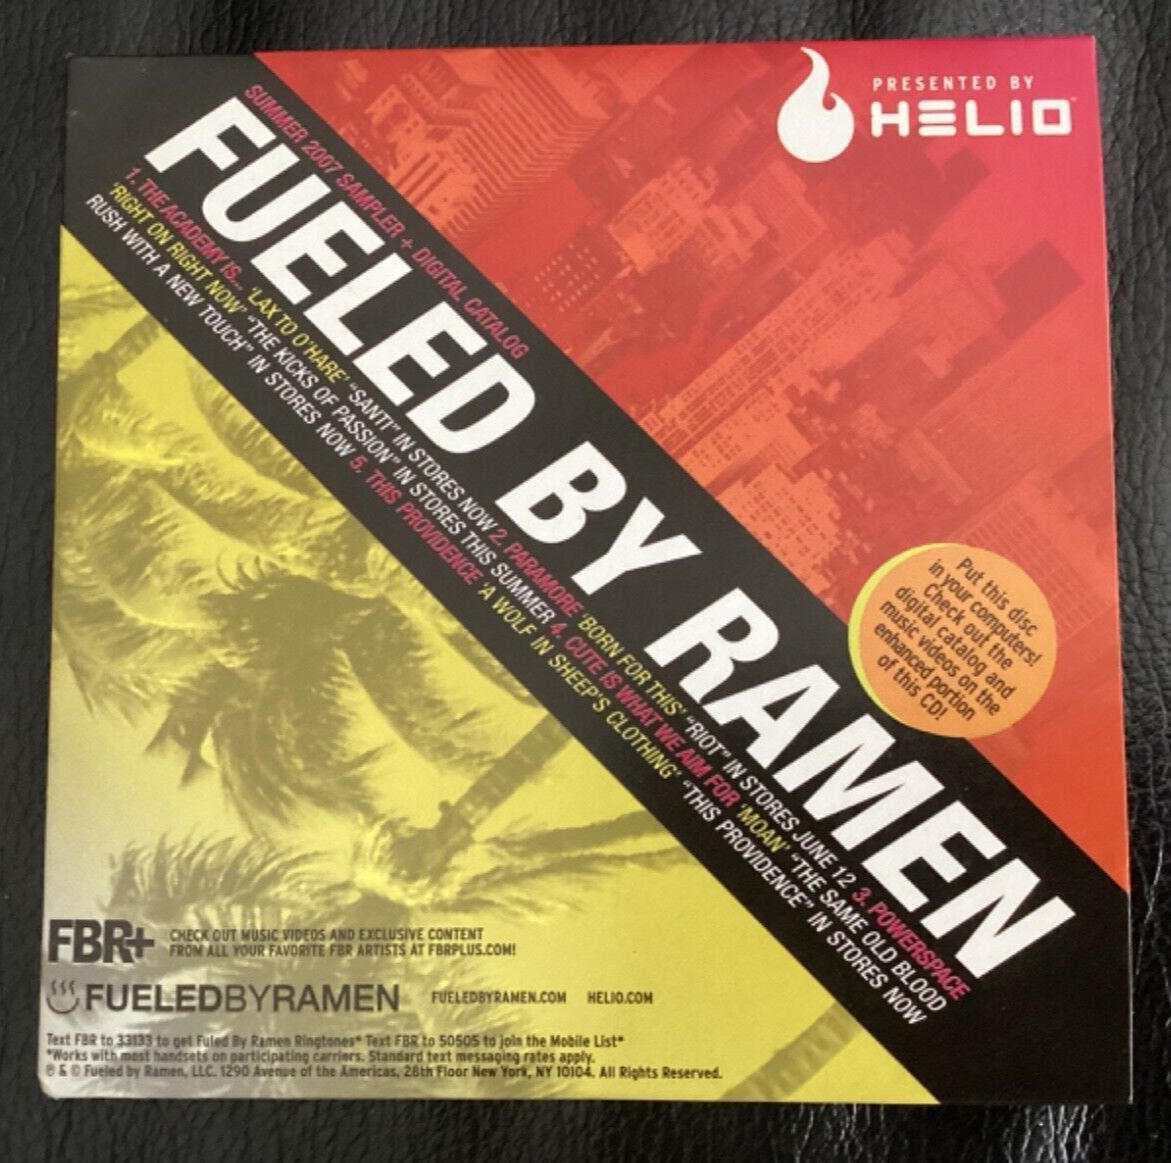 PRESENTED BY
HELIO
SUMMER 2007 SAMPLER + DIGITAL CATALOG
FUELED BY RAMEN
1. THE ACADEMY IS... 'LAX TO O'HARE' "SANTI" IN STORES NOW 2. PARAMORE 'BORN FOR THIS' "RIOT" IN STORES JUNE 12 3. POWERSPACE
'RIGHT ON RIGHT NOW' "THE KICKS OF PASSION" IN STORES THIS SUMMER 4. CUTE IS WHAT WE AIM FOR 'MOAN' "THE SAME OLD BLOOD
RUSH WITH A NEW TOUCH" IN STORES NOW 5. THIS PROVIDENCE 'A WOLF IN SHEEP'S CLOTHING' "THIS PROVIDENCE" IN STORES NOW
Put this disc
in your computers!
Check out the
digital catalog and
music videos on the
enhanced portion
of this CD!
FBR+
CHECK OUT MUSIC VIDEOS AND EXCLUSIVE CONTENT
FROM ALL YOUR FAVORITE FBR ARTISTS AT FBRPLUS.COM!
FUELEDBYRAMEN FUELEDBYRAMEN.COM HELIO.COM
Text FBR to 33133 to get Fuled By Ramen Ringtones* Text FBR to 50505 to join the Mobile List*
*Works with most handsets on participating carriers. Standard text messaging rates apply.
℗ & © Fueled by Ramen, LLC. 1290 Avenue of the Americas, 28th Floor New York, NY 10104. All Rights Reserved.